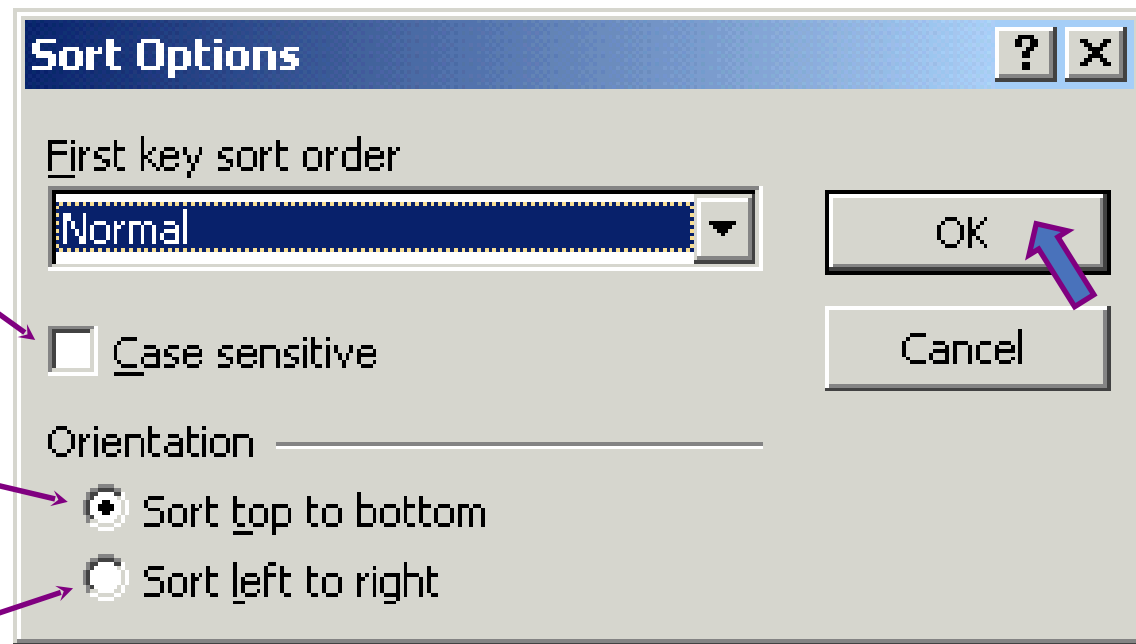 Sort Options
?
First key sort order
Normal
OK
Case sensitive
Cancel
Orientation
Sort top to bottom
Sort left to right